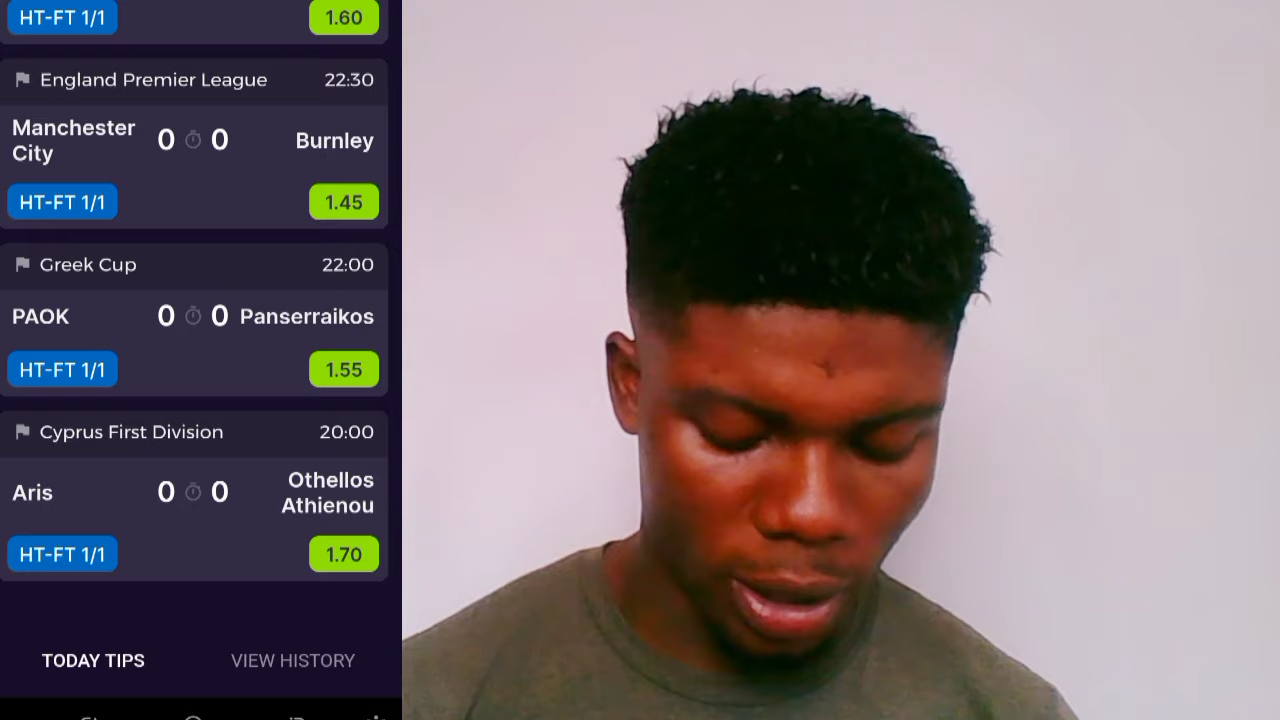 HT-FT 1/1 1.60
England Premier League 22:30
Manchester City 0 0 Burnley
HT-FT 1/1 1.45
Greek Cup 22:00
PAOK 0 0 Panserraikos
HT-FT 1/1 1.55
Cyprus First Division 20:00
Aris 0 0 Othellos Athienou
HT-FT 1/1 1.70
TODAY TIPS VIEW HISTORY